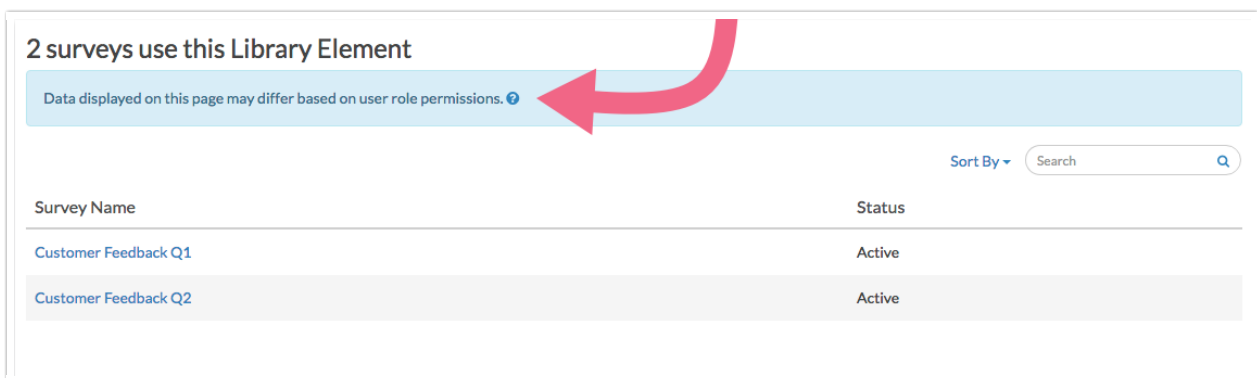 2 surveys use this Library Element
Data displayed on this page may differ based on user role permissions. ?
Sort By Search
Survey Name Status
Customer Feedback Q1 Active
Customer Feedback Q2 Active